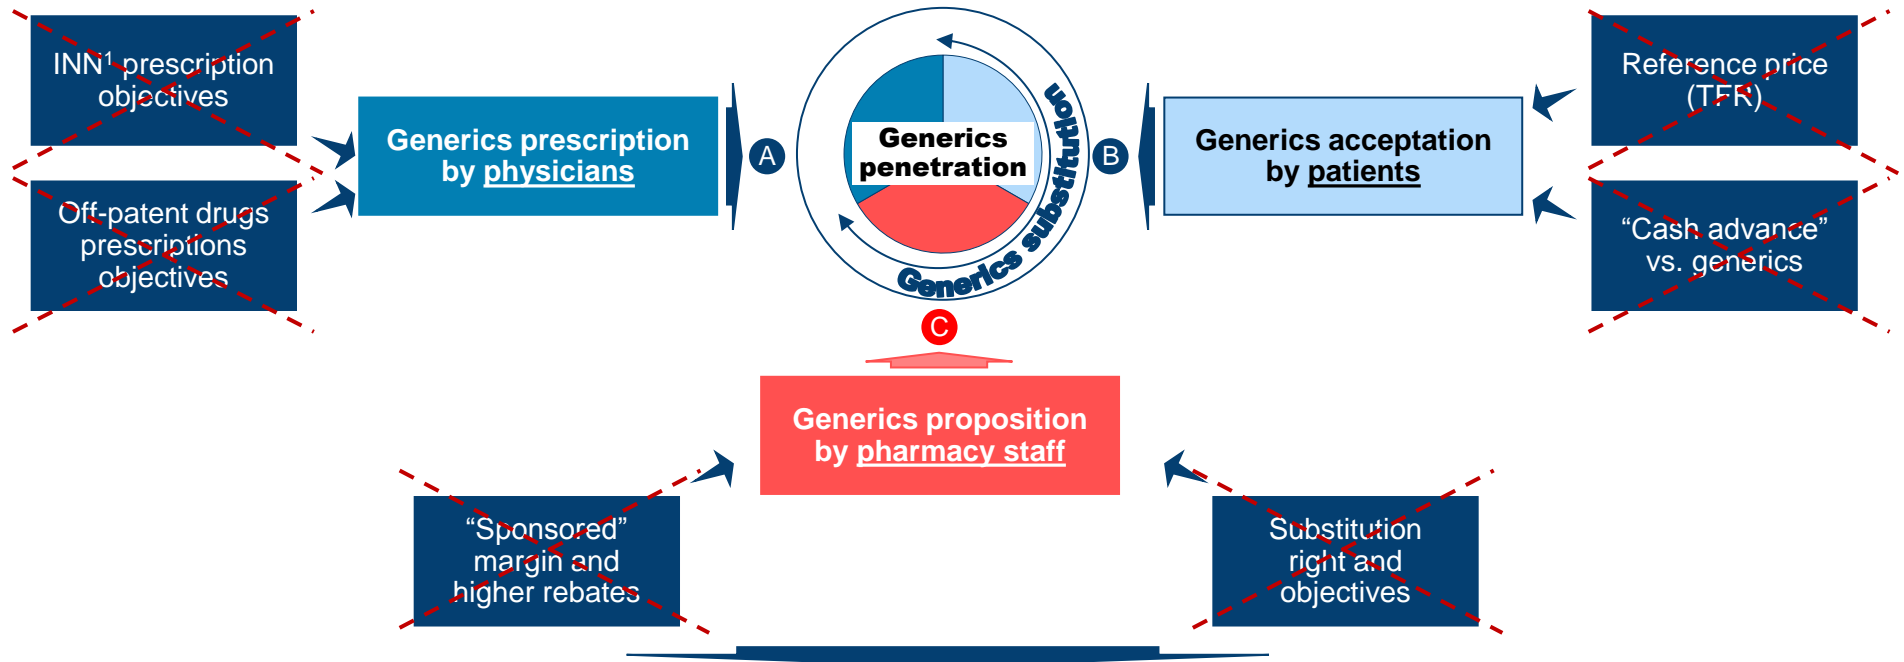 INN¹ prescription
objectives
Off-patent drugs
prescriptions
objectives
Generics prescription
by physicians
A
Generics
penetration
Generics substitution
B
Generics acceptation
by patients
Reference price
(TFR)
“Cash advance”
vs. generics
C
Generics proposition
by pharmacy staff
“Sponsored”
margin and
higher rebates
Substitution
right and
objectives